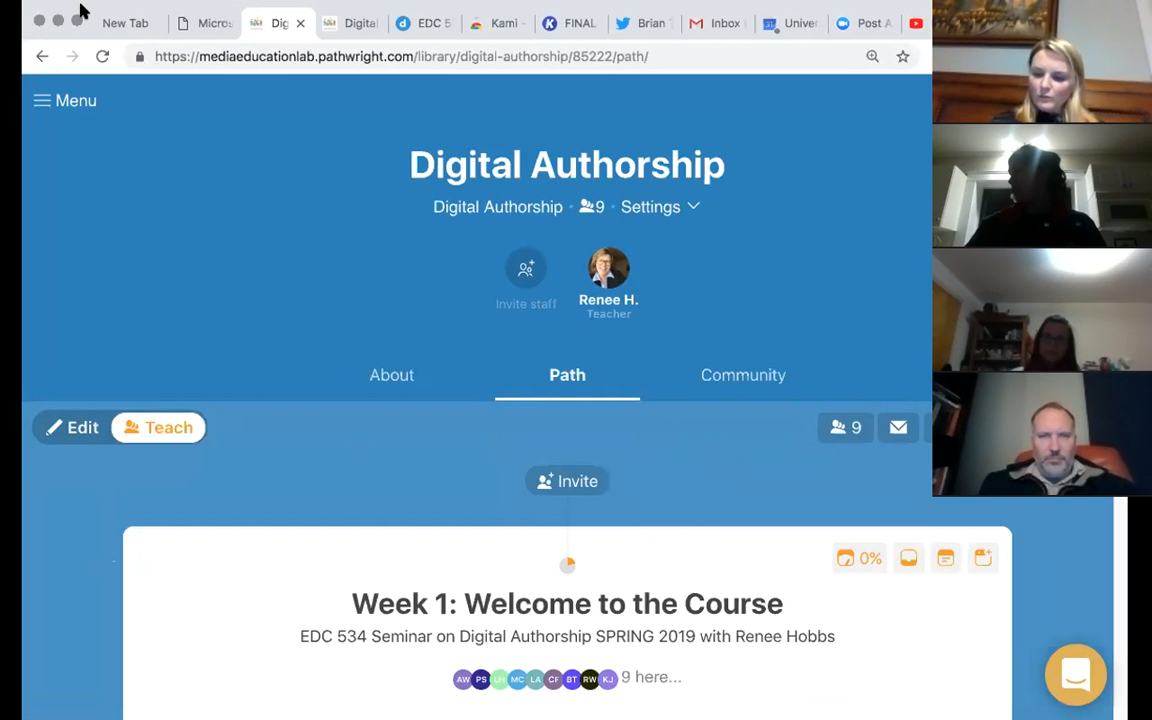 New Tab Micros Dig Digital EDC 5 Kami - FINAL Brian Inbox Univer Post A
https://mediaeducationlab.pathwright.com/library/digital-authorship/85222/path/
Menu
Digital Authorship
Digital Authorship · 9 · Settings
Invite staff
Renee H.
Teacher
About Path Community
Edit Teach 9
Invite
0%
Week 1: Welcome to the Course
EDC 534 Seminar on Digital Authorship SPRING 2019 with Renee Hobbs
AW PS LH MC LA CF BT RW KJ 9 here...